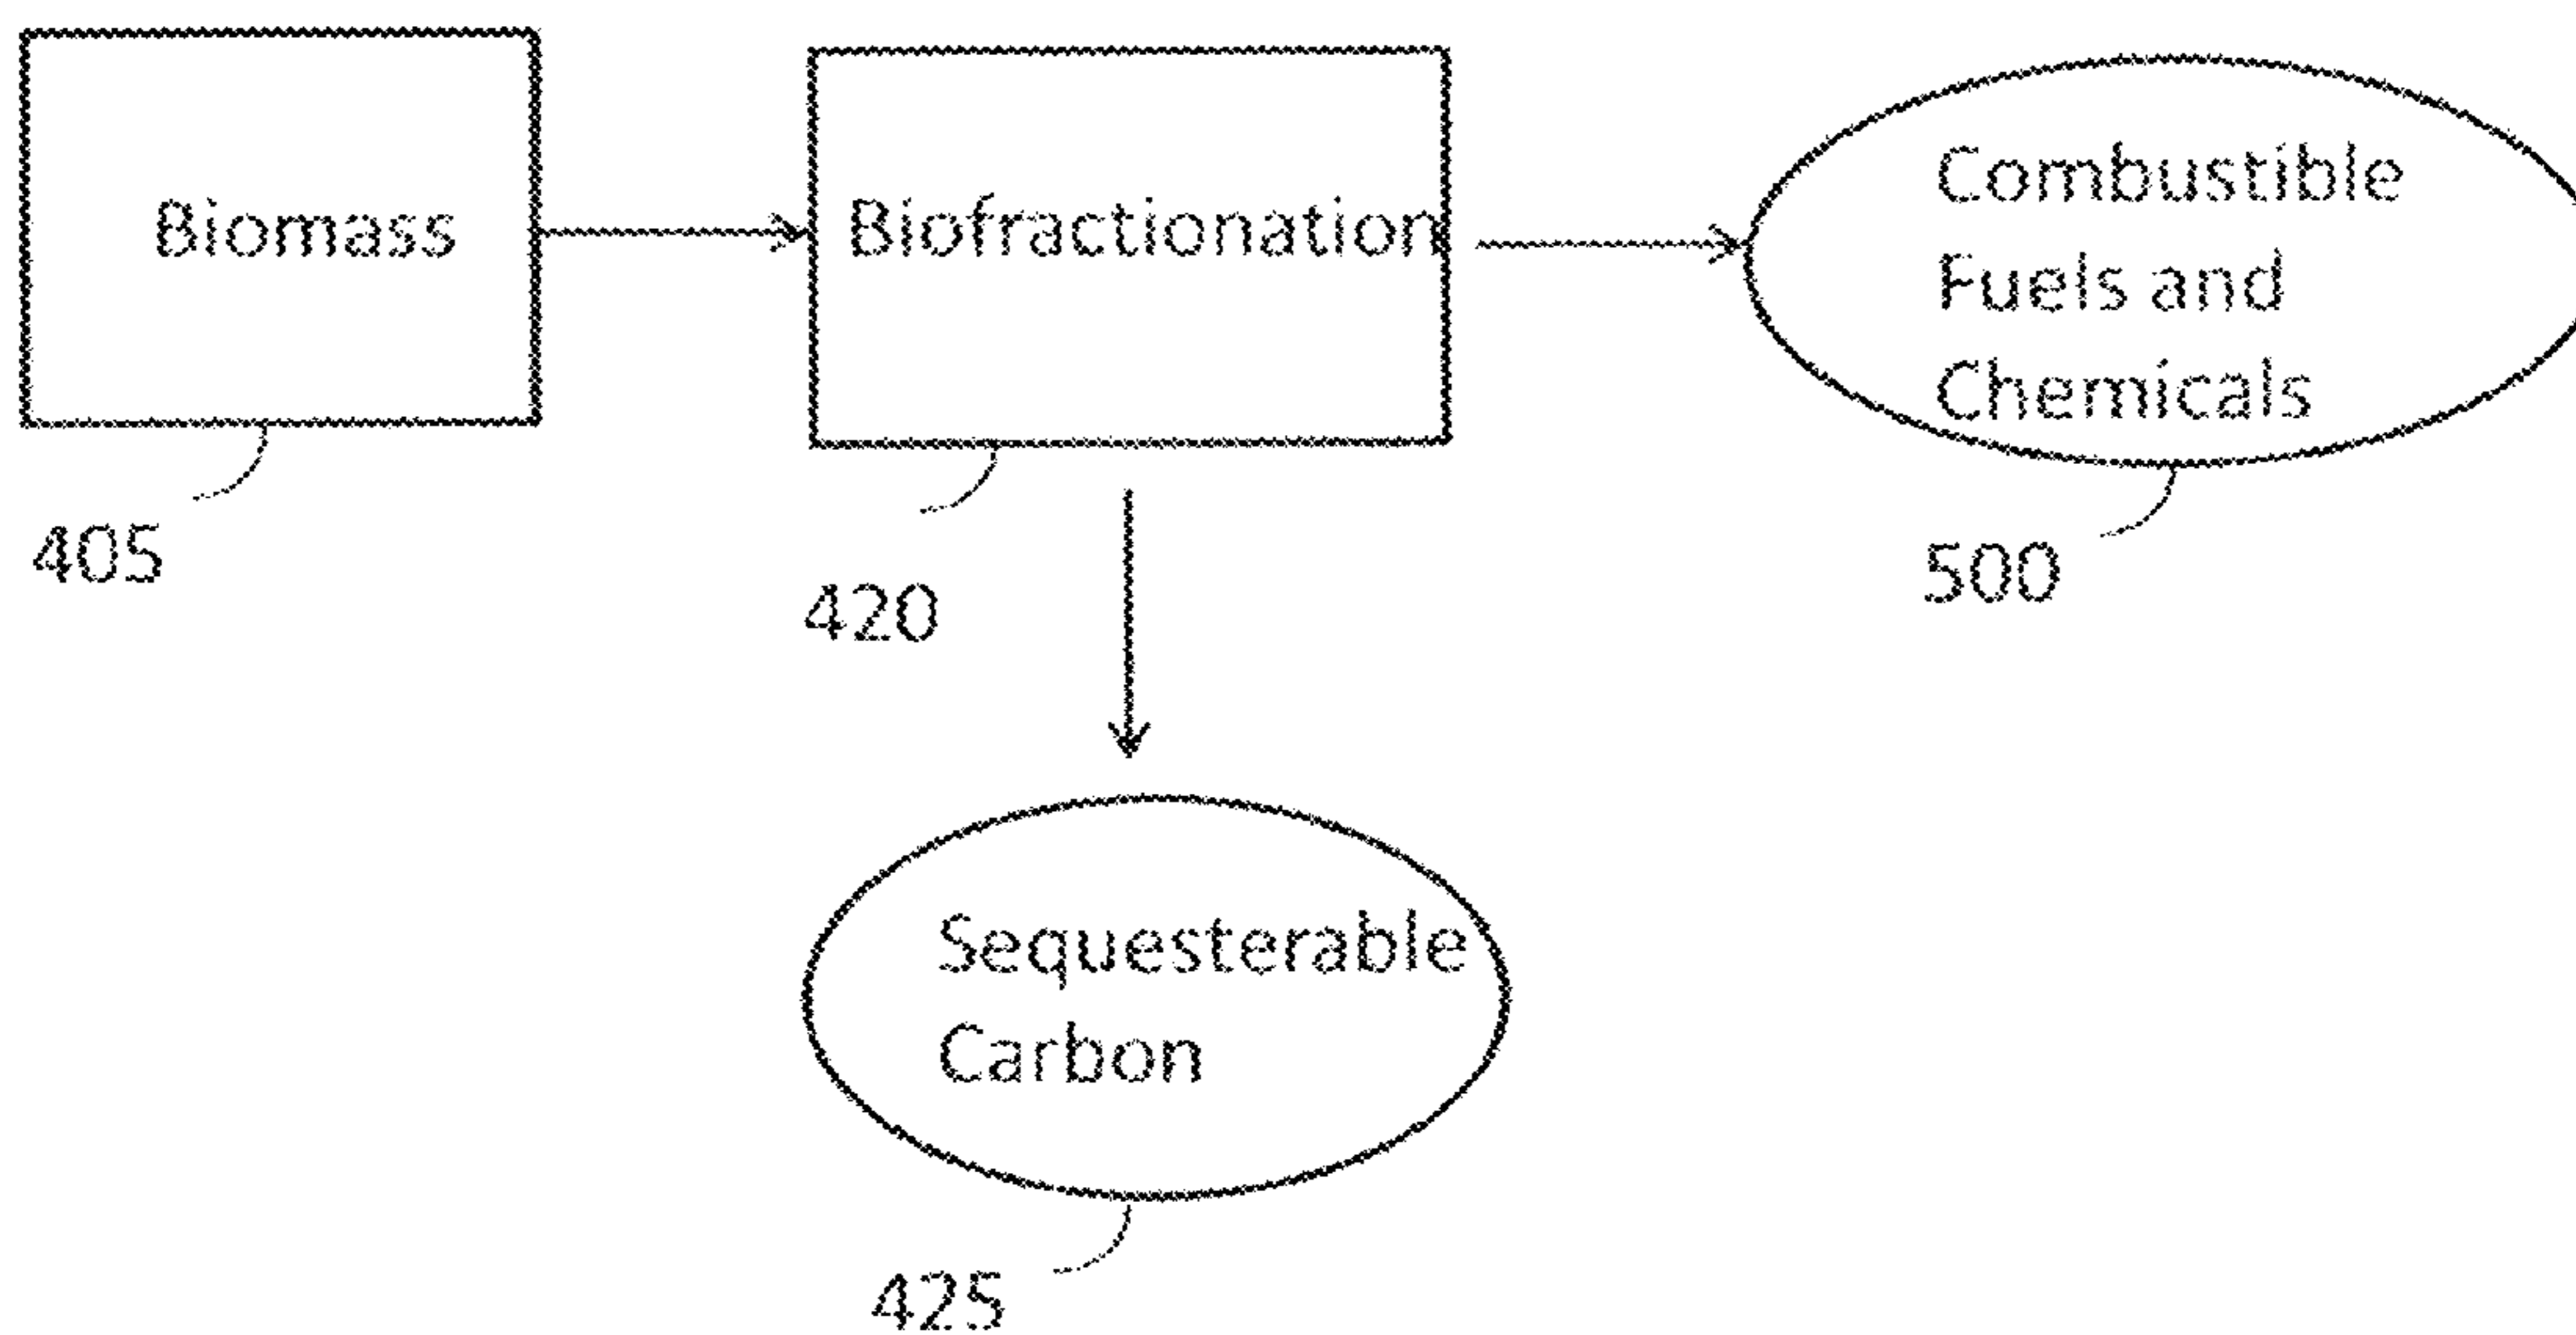 Biomass
Biofractionation
Combustible
Fuels and
Chemicals
405
420
500
Sequesterable
Carbon
425